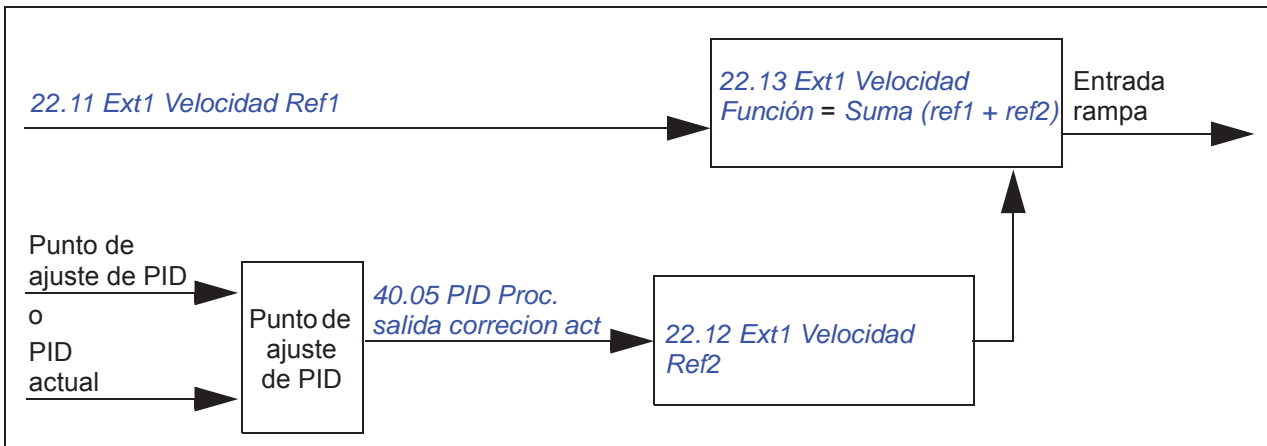 22.11 Ext1 Velocidad Ref1
22.13 Ext1 Velocidad
Función = Suma (ref1 + ref2)
Entrada
rampa
Punto de
ajuste de PID
o
PID
actual
Punto de
ajuste
de PID
40.05 PID Proc.
salida correcion act
22.12 Ext1 Velocidad
Ref2